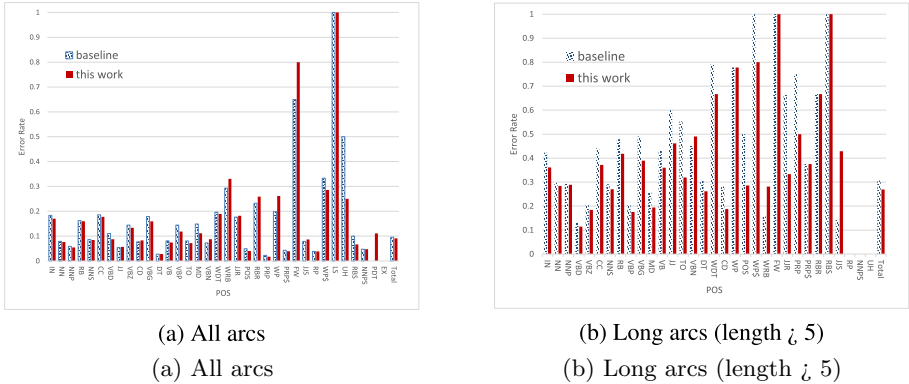 1
0.9
0.8
0.7
0.6
0.5
0.4
0.3
0.2
0.1
0
Error Rate
baseline
this work
IN NN NNP RB NNS CC VBD JJ VBZ CD VBG DT VB VBP TO MD VBN WDT WRB JJR POS RBR PRP WP PRP$ FW JJS RP WP$ LS UH RBS NNPS PDT EX Total
POS
1
0.9
0.8
0.7
0.6
0.5
0.4
0.3
0.2
0.1
0
Error Rate
baseline
this work
IN NN NNP VBD VBZ CC NNS RB VBP VBG MD VB JJ TO VBN DT WDT CD WP POS WP$ WRB FW JJR PRP PRP$ RBR RBS JJS RP NNPS UH Total
POS
(a) All arcs
(b) Long arcs (length ¿ 5)
(a) All arcs
(b) Long arcs (length ¿ 5)